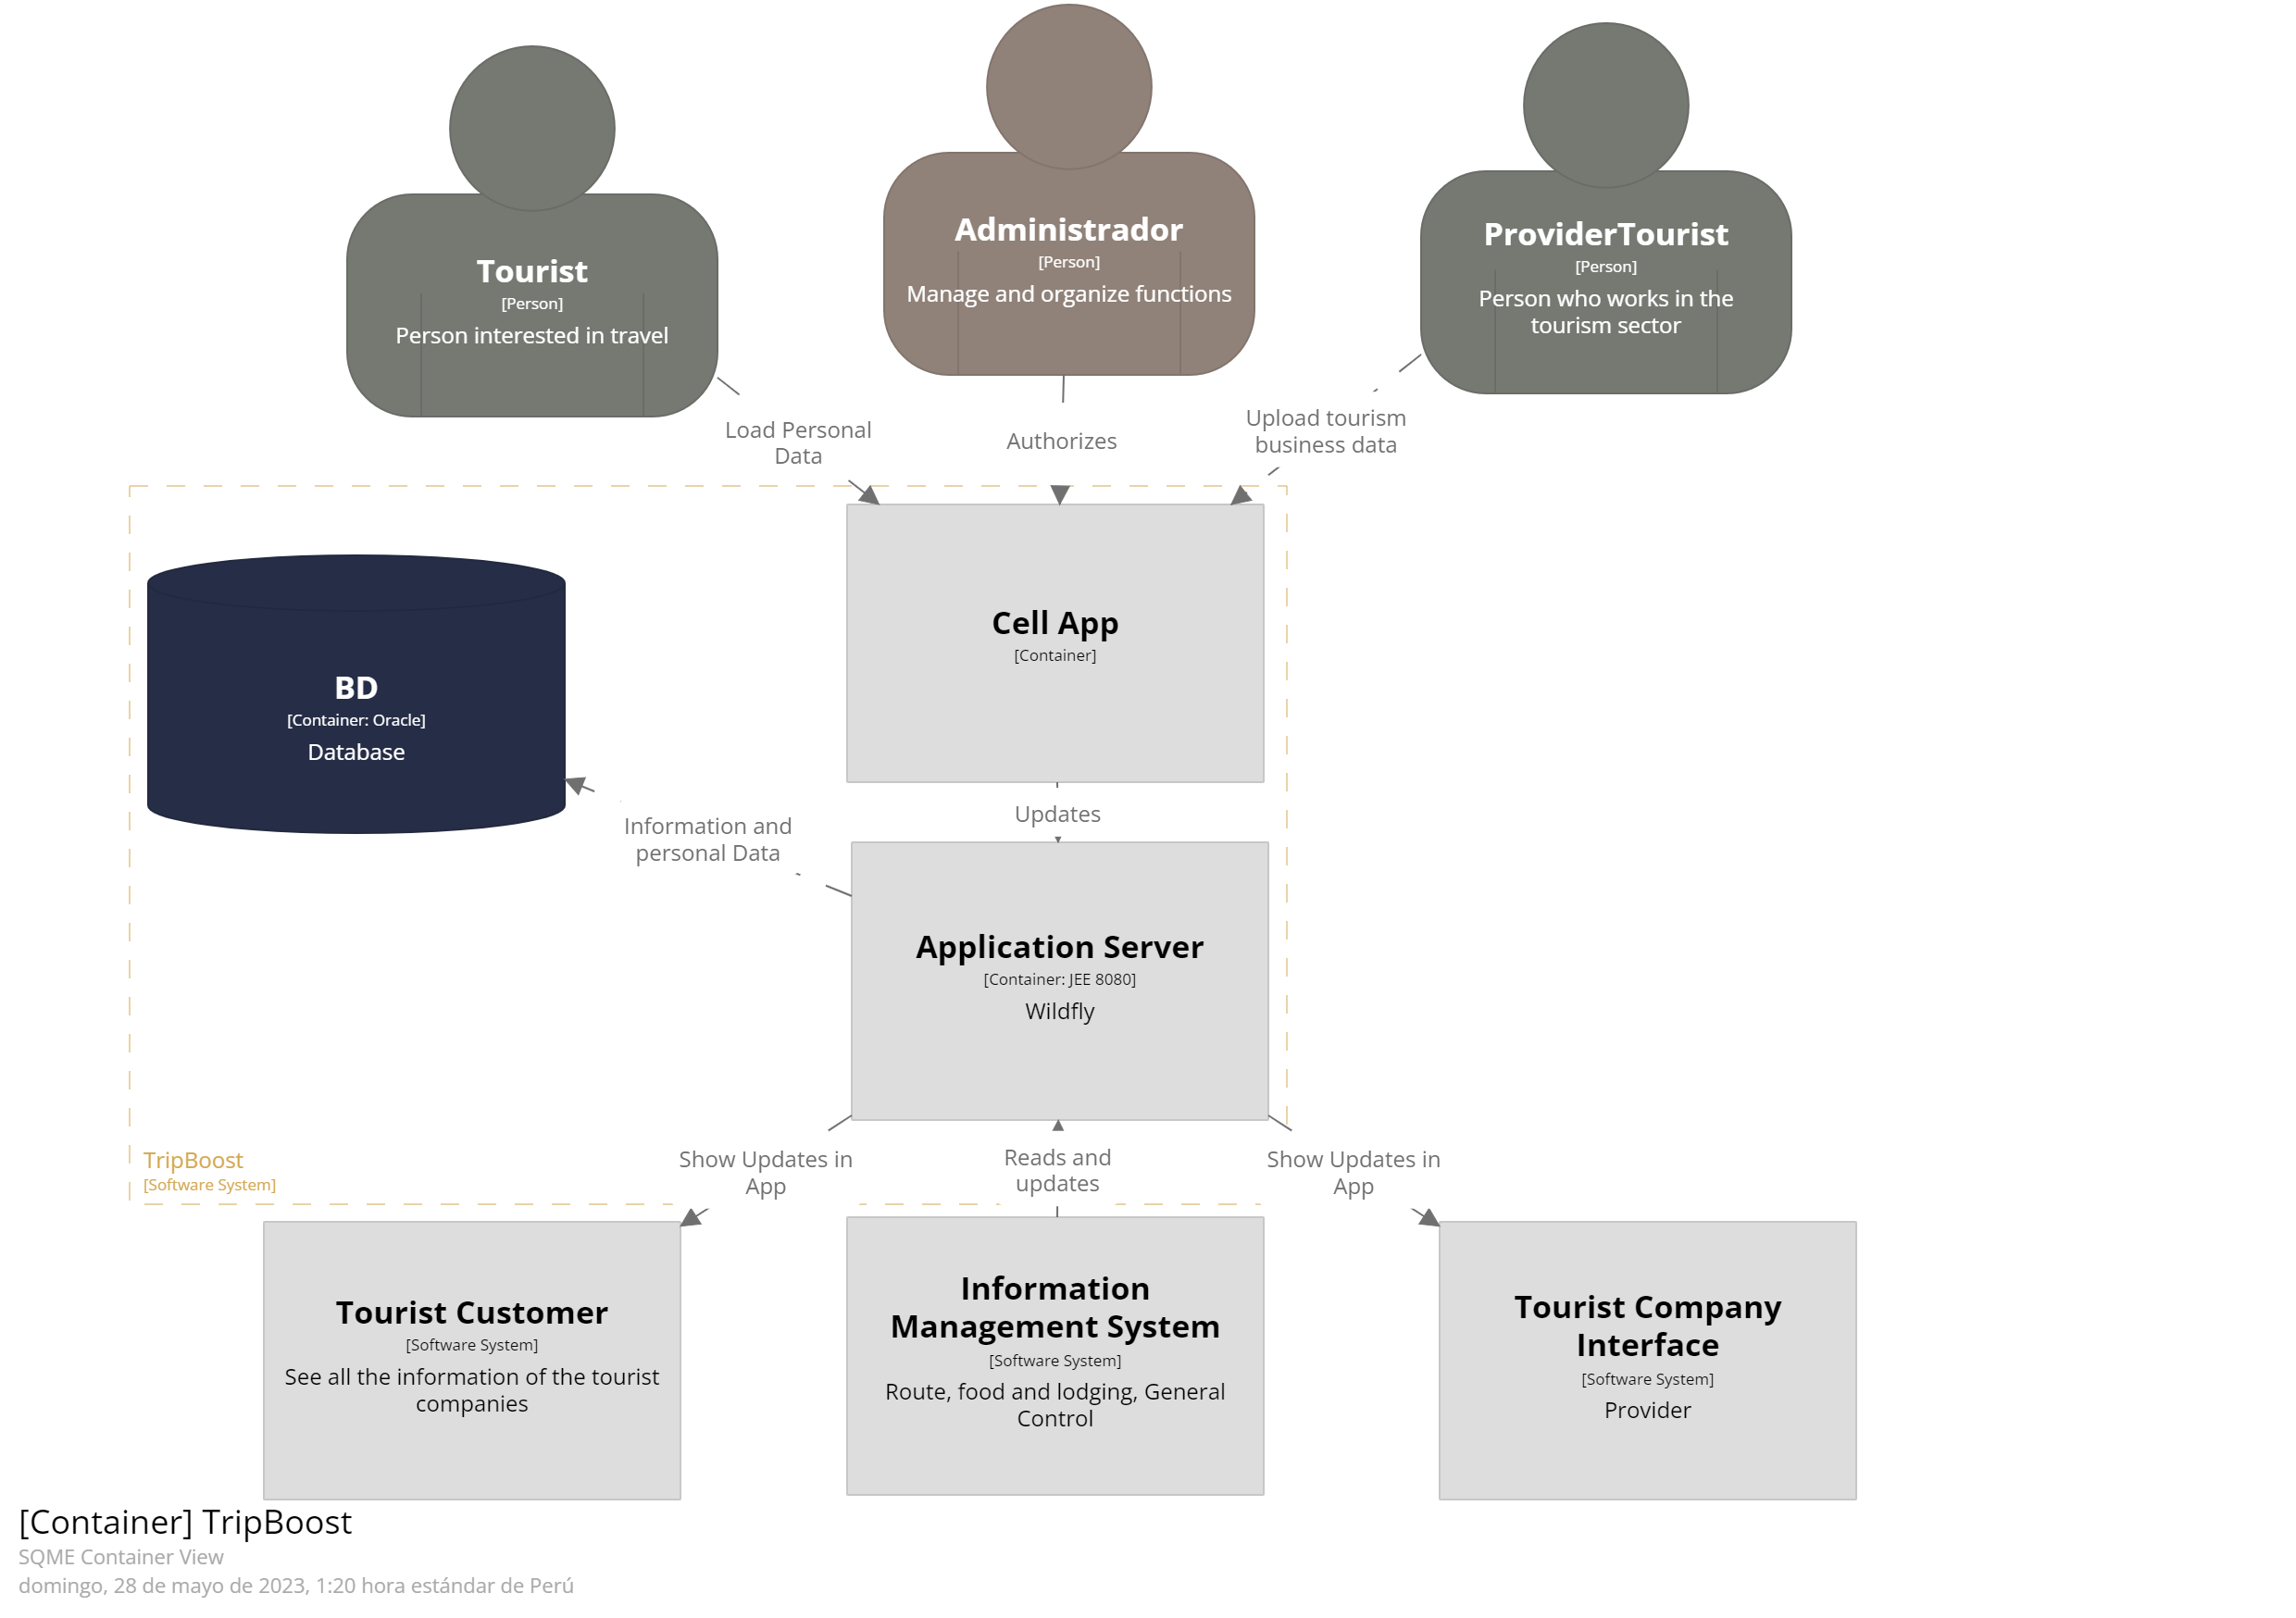 Tourist
[Person]
Person interested in travel
Administrador
[Person]
Manage and organize functions
ProviderTourist
[Person]
Person who works in the
tourism sector
Load Personal
Data
Authorizes
Upload tourism
business data
Cell App
[Container]
BD
[Container: Oracle]
Database
Updates
Information and
personal Data
Application Server
[Container: JEE 8080]
Wildfly
TripBoost
[Software System]
Show Updates in
App
Reads and
updates
Show Updates in
App
Tourist Customer
[Software System]
See all the information of the tourist
companies
Information
Management System
[Software System]
Route, food and lodging, General
Control
Tourist Company
Interface
[Software System]
Provider
[Container] TripBoost
SQME Container View
domingo, 28 de mayo de 2023, 1:20 hora estándar de Perú